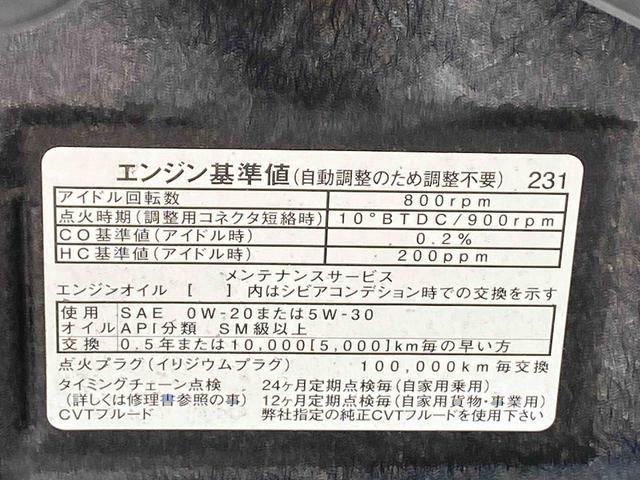 エンジン基準値(自動調整のため調整不要) 231
アイドル回転数 800rpm
点火時期(調整用コネクタ短絡時) 10°BTDC/900rpm
CO基準値(アイドル時) 0.2%
HC基準値(アイドル時) 200ppm
メンテナンスサービス
エンジンオイル [ ] 内はシビアコンデション時での交換を示す
使用 SAE 0W-20または5W-30
オイル API分類 SM級以上
交換 0.5年または10,000[5,000]km毎の早い方
点火プラグ(イリジウムプラグ) 100,000km毎交換
タイミングチェーン点検 24ヶ月定期点検毎(自家用乗用)
(詳しくは修理書参照の事) 12ヶ月定期点検毎(自家用貨物・事業用)
CVTフルード 弊社指定の純正CVTフルードを使用下さい